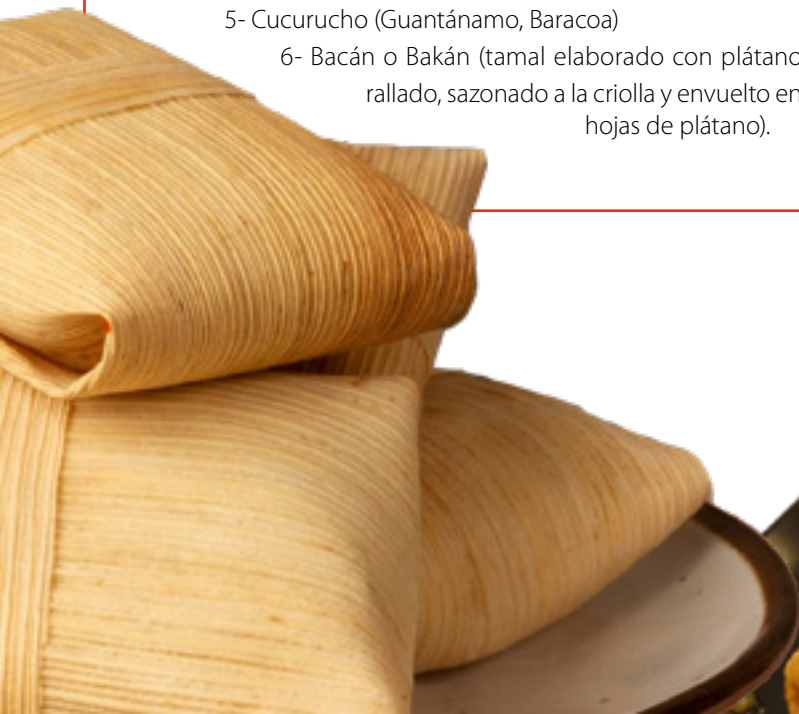 5- Cucurucho (Guantánamo, Baracoa)
6- Bacán o Bakán (tamal elaborado con plátano
rallado, sazonado a la criolla y envuelto en
hojas de plátano).